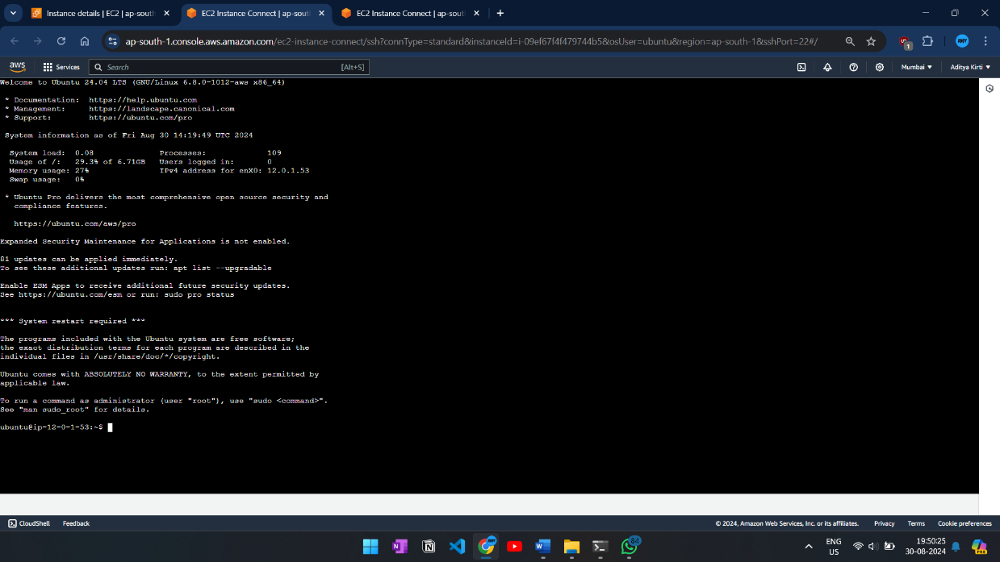 Instance details | EC2 | ap-south
EC2 Instance Connect | ap-sout
EC2 Instance Connect | ap-sout
ap-south-1.console.aws.amazon.com/ec2-instance-connect/ssh?connType=standard&instanceId=i-09ef67f4f479744b5&osUser=ubuntu&region=ap-south-1&sshPort=22#/
1
ABDY
aws
Services
Search
[Alt+S]
Mumbai
Aditya Kirti
Welcome to Ubuntu 24.04 LTS (GNU/Linux 6.8.0-1012-aws x86_64)
* Documentation: https://help.ubuntu.com
* Management: https://landscape.canonical.com
* Support: https://ubuntu.com/pro
System information as of Fri Aug 30 14:19:49 UTC 2024
System load: 0.08 Processes: 109
Usage of /: 29.3% of 6.71GB Users logged in: 0
Memory usage: 27% IPv4 address for enX0: 12.0.1.53
Swap usage: 0%
* Ubuntu Pro delivers the most comprehensive open source security and
compliance features.
https://ubuntu.com/aws/pro
Expanded Security Maintenance for Applications is not enabled.
81 updates can be applied immediately.
To see these additional updates run: apt list --upgradable
Enable ESM Apps to receive additional future security updates.
See https://ubuntu.com/esm or run: sudo pro status
*** System restart required ***
The programs included with the Ubuntu system are free software;
the exact distribution terms for each program are described in the
individual files in /usr/share/doc/*/copyright.
Ubuntu comes with ABSOLUTELY NO WARRANTY, to the extent permitted by
applicable law.
To run a command as administrator (user "root"), use "sudo <command>".
See "man sudo_root" for details.
ubuntu@ip-12-0-1-53:~$
CloudShell
Feedback
© 2024, Amazon Web Services, Inc. or its affiliates.
Privacy
Terms
Cookie preferences
84
ENG
US
19:50:25
30-08-2024